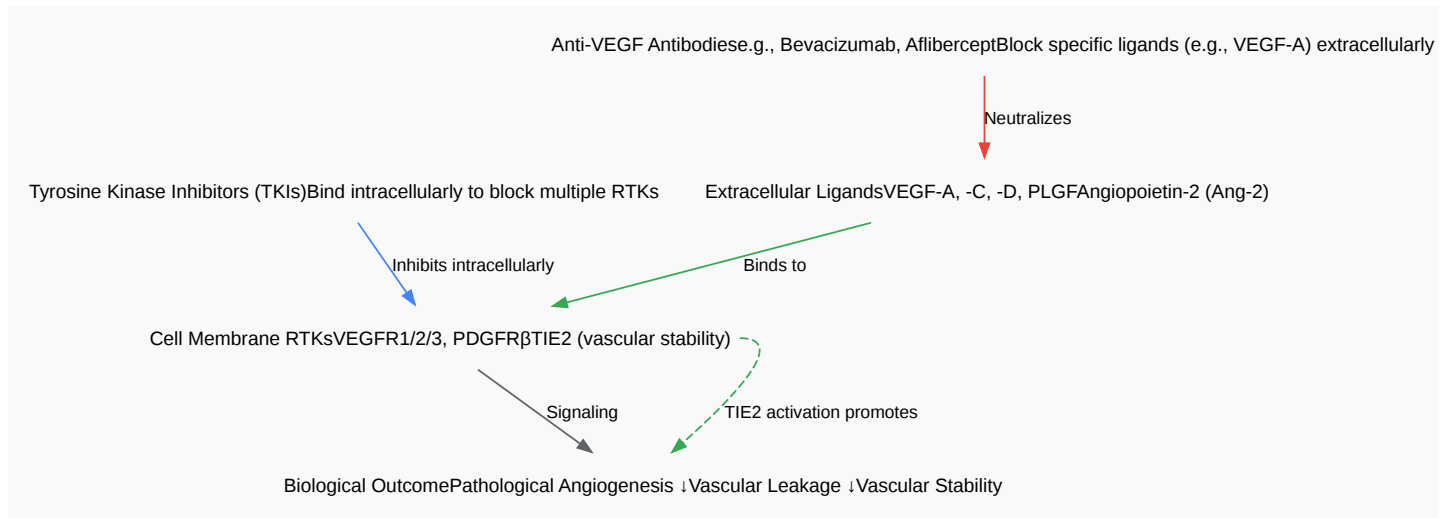 Anti-VEGF Antibodiese.g., Bevacizumab, AfliberceptBlock specific ligands (e.g., VEGF-A) extracellularly
Neutralizes
Tyrosine Kinase Inhibitors (TKIs)Bind intracellularly to block multiple RTKs
Extracellular LigandsVEGF-A, -C, -D, PLGFAngiopoietin-2 (Ang-2)
Inhibits intracellularly
Binds to
Cell Membrane RTKsVEGFR1/2/3, PDGFRβTIE2 (vascular stability)
Signaling
TIE2 activation promotes
Biological OutcomePathological Angiogenesis ↓Vascular Leakage ↓Vascular Stability